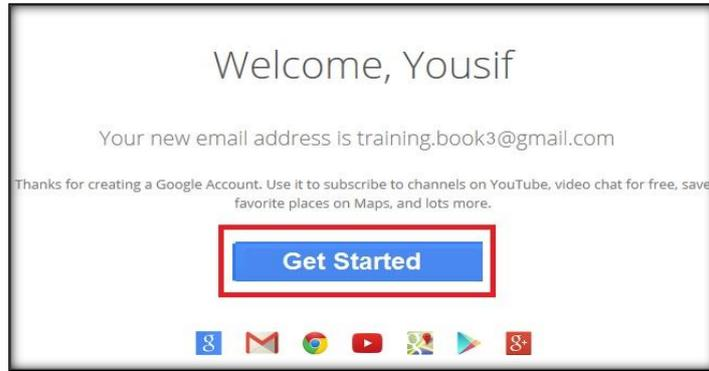 Welcome, Yousif
Your new email address is training.book3@gmail.com
Thanks for creating a Google Account. Use it to subscribe to channels on YouTube, video chat for free, save
favorite places on Maps, and lots more.
Get Started